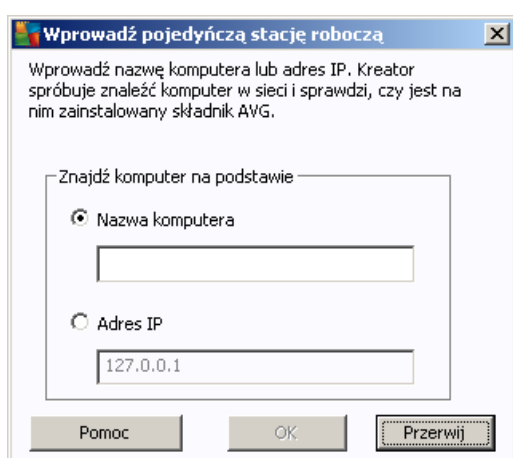 Wprowadź pojedyńczą stację roboczą
Wprowadź nazwę komputera lub adres IP. Kreator
spróbuje znaleźć komputer w sieci i sprawdzi, czy jest na
nim zainstalowany składnik AVG.
Znajdź komputer na podstawie
Nazwa komputera
Adres IP
127.0.0.1
Pomoc
OK
Przerwij